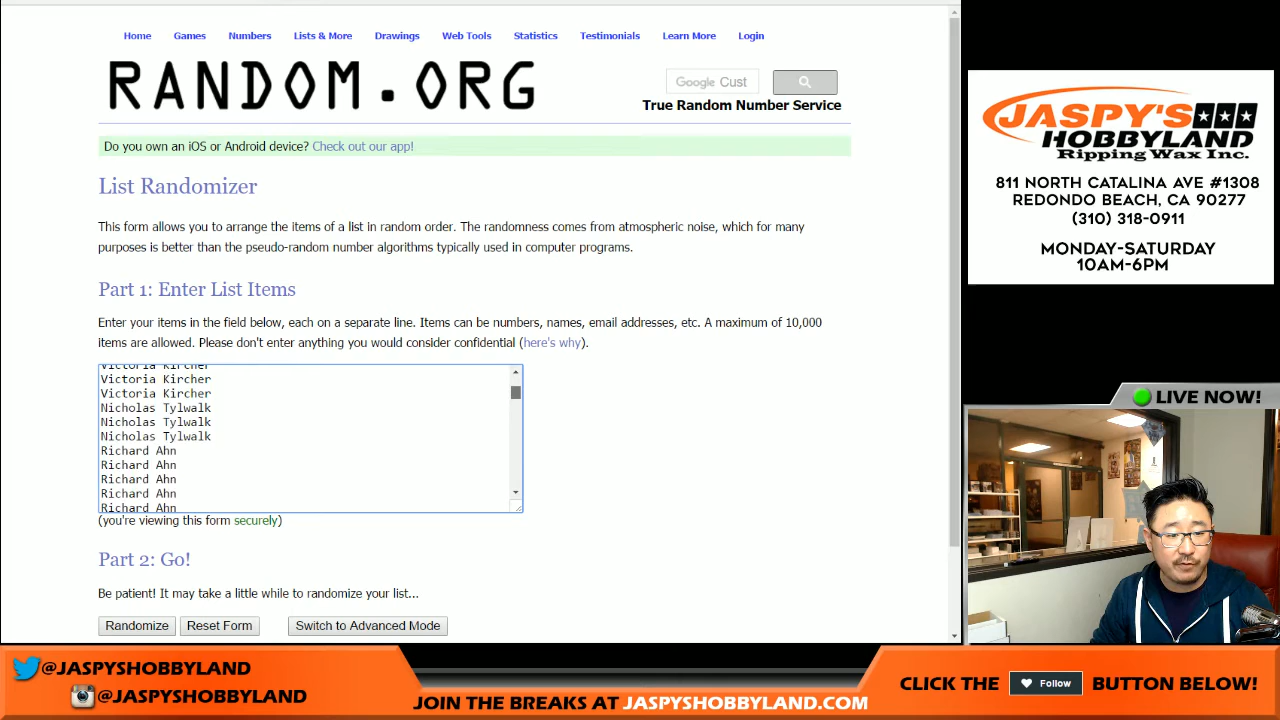 Home Games Numbers Lists & More Drawings Web Tools Statistics Testimonials Learn More Login
RANDOM.ORG
Google Cust
True Random Number Service
Do you own an iOS or Android device? Check out our app!
List Randomizer
This form allows you to arrange the items of a list in random order. The randomness comes from atmospheric noise, which for many
purposes is better than the pseudo-random number algorithms typically used in computer programs.
Part 1: Enter List Items
Enter your items in the field below, each on a separate line. Items can be numbers, names, email addresses, etc. A maximum of 10,000
items are allowed. Please don't enter anything you would consider confidential (here's why).
Victoria Kircher
Victoria Kircher
Victoria Kircher
Nicholas Tylwalk
Nicholas Tylwalk
Nicholas Tylwalk
Richard Ahn
Richard Ahn
Richard Ahn
Richard Ahn
Richard Ahn
(you're viewing this form securely)
Part 2: Go!
Be patient! It may take a little while to randomize your list...
Randomize Reset Form Switch to Advanced Mode
JASPY'S
HOBBYLAND
Ripping Wax Inc.
811 NORTH CATALINA AVE #1308
REDONDO BEACH, CA 90277
(310) 318-0911
MONDAY-SATURDAY
10AM-6PM
LIVE NOW!
@JASPYSHOBBYLAND
@JASPYSHOBBYLAND
JOIN THE BREAKS AT JASPYSHOBBYLAND.COM
CLICK THE Follow BUTTON BELOW!